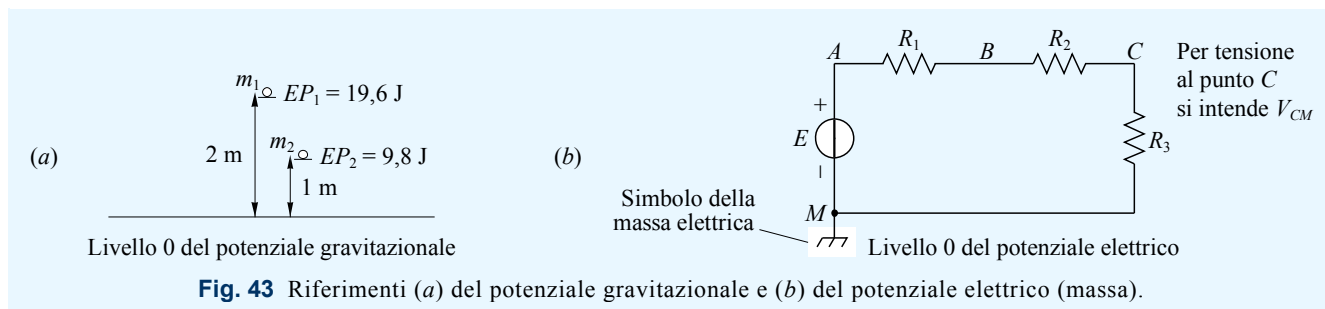 (a)
m₁
EP₁ = 19,6 J
2 m
m₂
EP₂ = 9,8 J
1 m
Livello 0 del potenziale gravitazionale
(b)
A
R₁
B
R₂
C
Per tensione
al punto C
si intende V_CM
+
E
–
R₃
Simbolo della
massa elettrica
M
Livello 0 del potenziale elettrico
Fig. 43 Riferimenti (a) del potenziale gravitazionale e (b) del potenziale elettrico (massa).